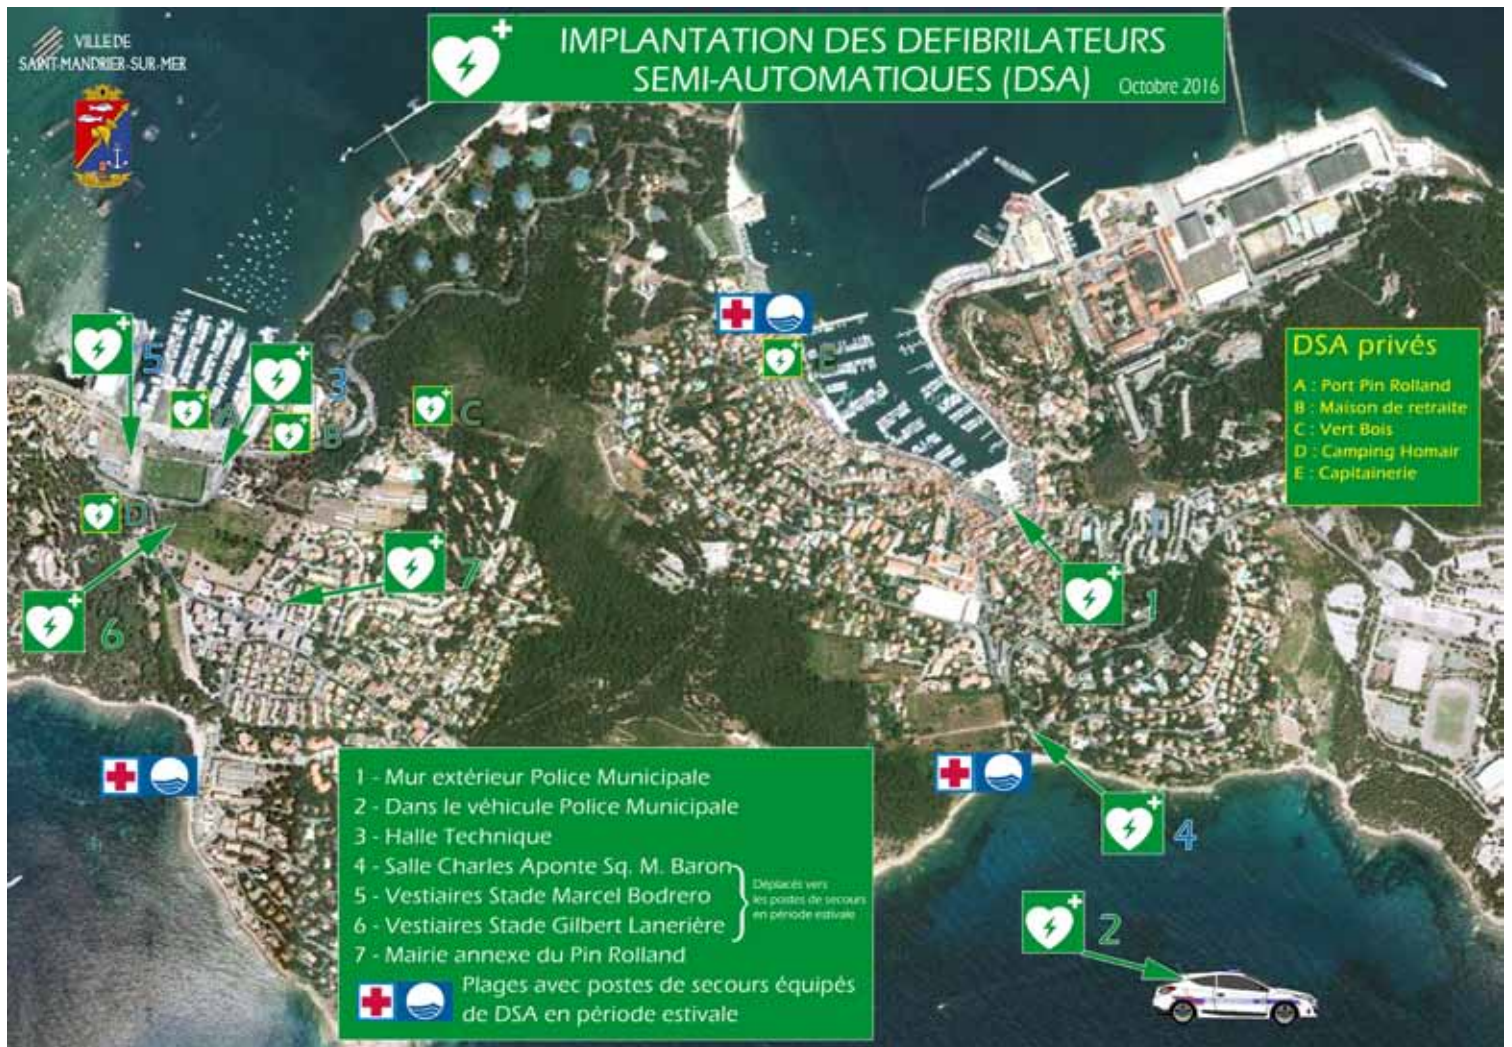 VILLE DE
SAINT-MANDRIER-SUR-MER
IMPLANTATION DES DEFIBRILATEURS
SEMI-AUTOMATIQUES (DSA)
Octobre 2016
5
3
A
B
C
D
E
6
7
1
4
2
DSA privés
A : Port Pin Rolland
B : Maison de retraite
C : Vert Bois
D : Camping Homair
E : Capitainerie
1 - Mur extérieur Police Municipale
2 - Dans le véhicule Police Municipale
3 - Halle Technique
4 - Salle Charles Aponte Sq. M. Baron
5 - Vestiaires Stade Marcel Bodrero
6 - Vestiaires Stade Gilbert Lanerière
Déplacés vers
les postes de secours
en période estivale
7 - Mairie annexe du Pin Rolland
Plages avec postes de secours équipés
de DSA en période estivale